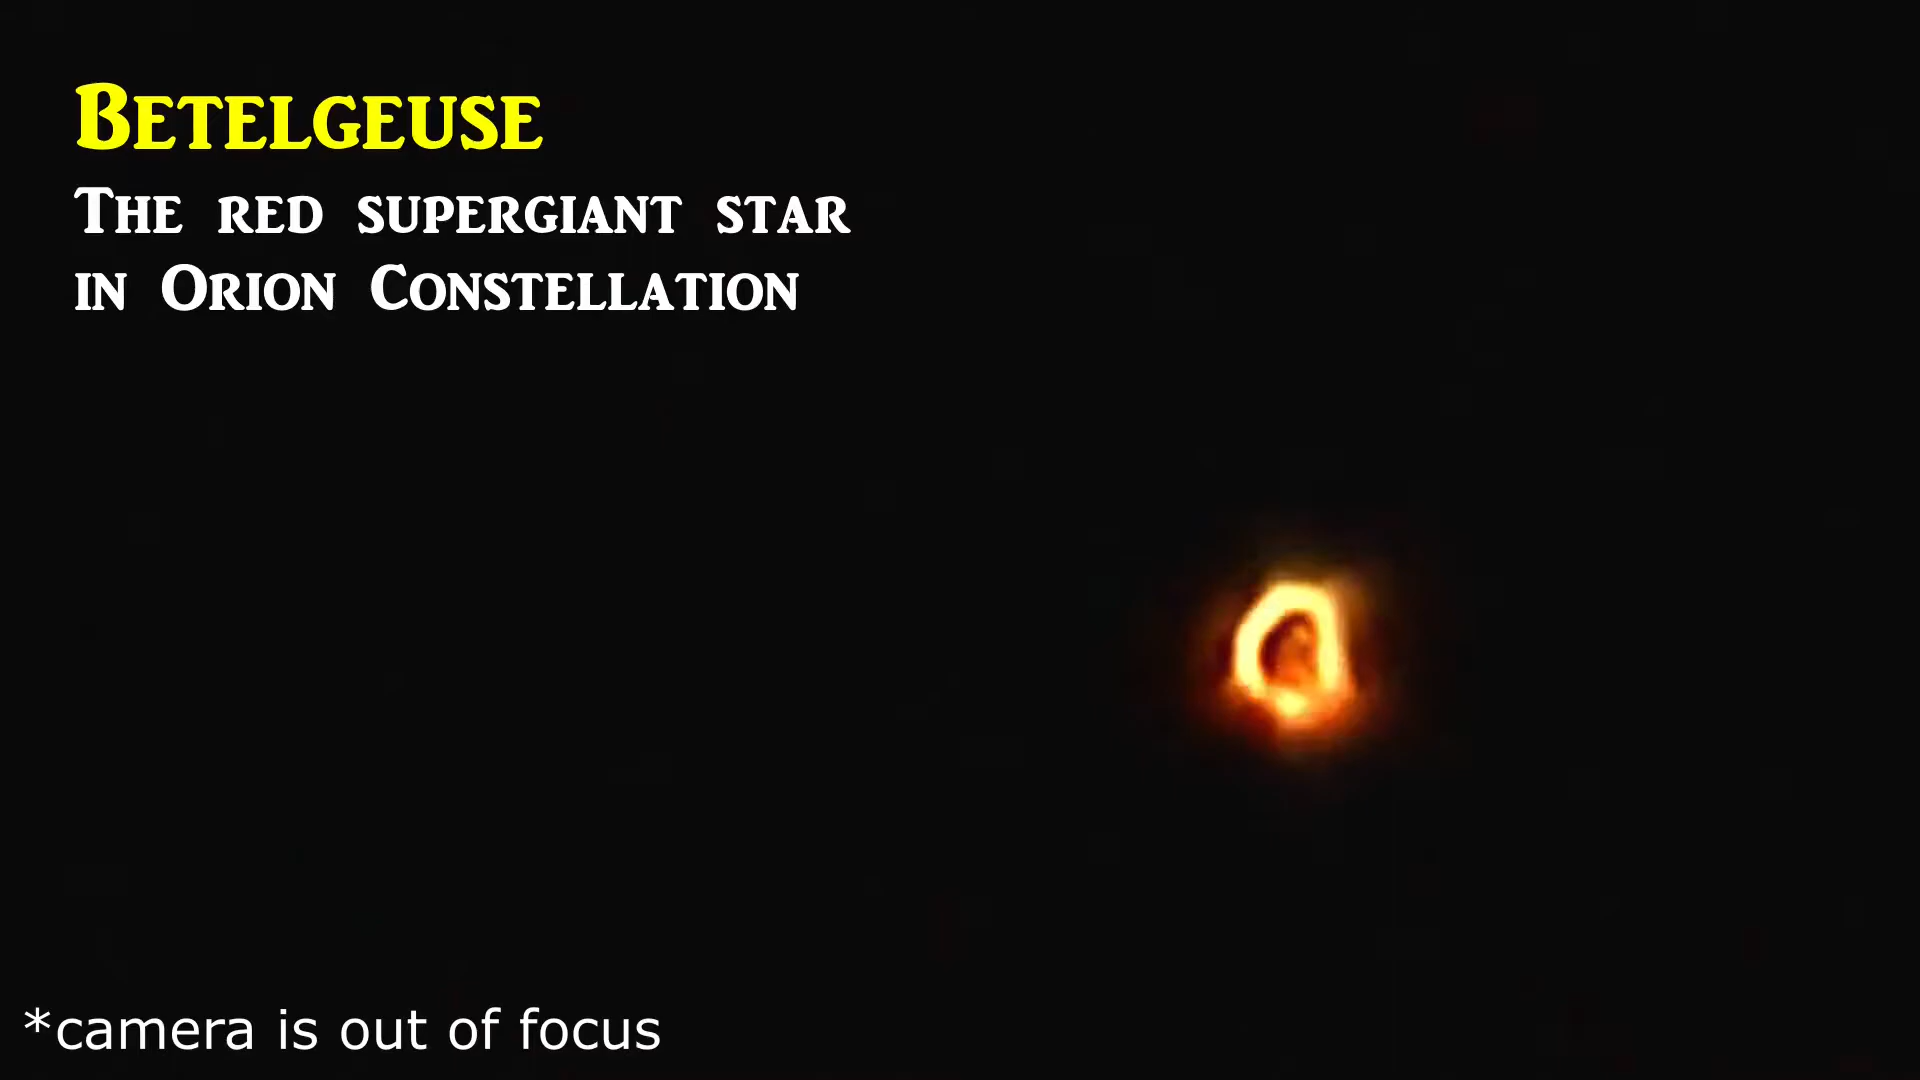 Betelgeuse
The red supergiant star
in Orion Constellation
*camera is out of focus